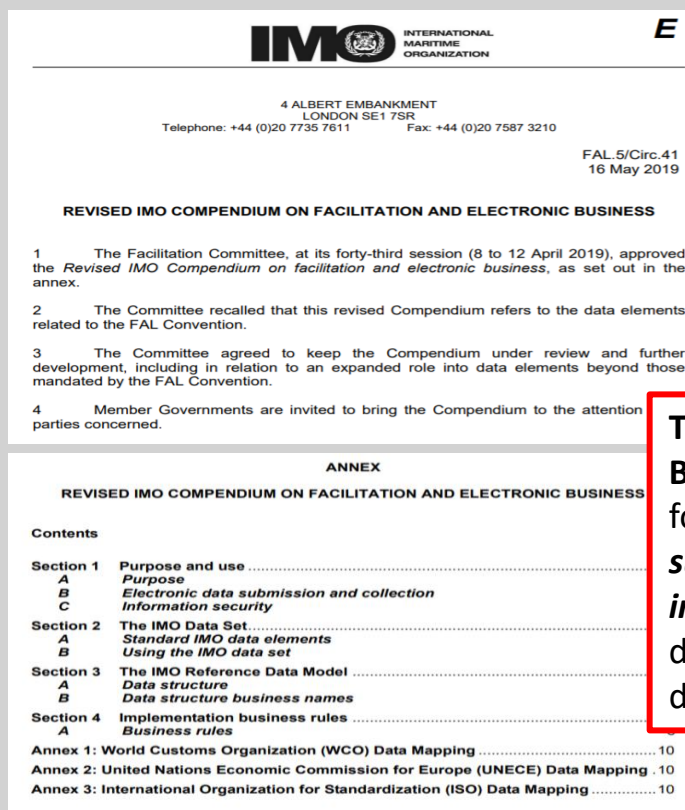 IMO
INTERNATIONAL
MARITIME
ORGANIZATION
E
4 ALBERT EMBANKMENT
LONDON SE1 7SR
Telephone: +44 (0)20 7735 7611 Fax: +44 (0)20 7587 3210
FAL.5/Circ.41
16 May 2019
REVISED IMO COMPENDIUM ON FACILITATION AND ELECTRONIC BUSINESS
1 The Facilitation Committee, at its forty-third session (8 to 12 April 2019), approved
the Revised IMO Compendium on facilitation and electronic business, as set out in the
annex.
2 The Committee recalled that this revised Compendium refers to the data elements
related to the FAL Convention.
3 The Committee agreed to keep the Compendium under review and further
development, including in relation to an expanded role into data elements beyond those
mandated by the FAL Convention.
4 Member Governments are invited to bring the Compendium to the attention
parties concerned.
ANNEX
REVISED IMO COMPENDIUM ON FACILITATION AND ELECTRONIC BUSINESS
Contents
Section 1 Purpose and use
A Purpose
B Electronic data submission and collection
C Information security
Section 2 The IMO Data Set
A Standard IMO data elements
B Using the IMO data set
Section 3 The IMO Reference Data Model
A Data structure
B Data structure business names
Section 4 Implementation business rules
A Business rules
Annex 1: World Customs Organization (WCO) Data Mapping 10
Annex 2: United Nations Economic Commission for Europe (UNECE) Data Mapping .10
Annex 3: International Organization for Standardization (ISO) Data Mapping 10